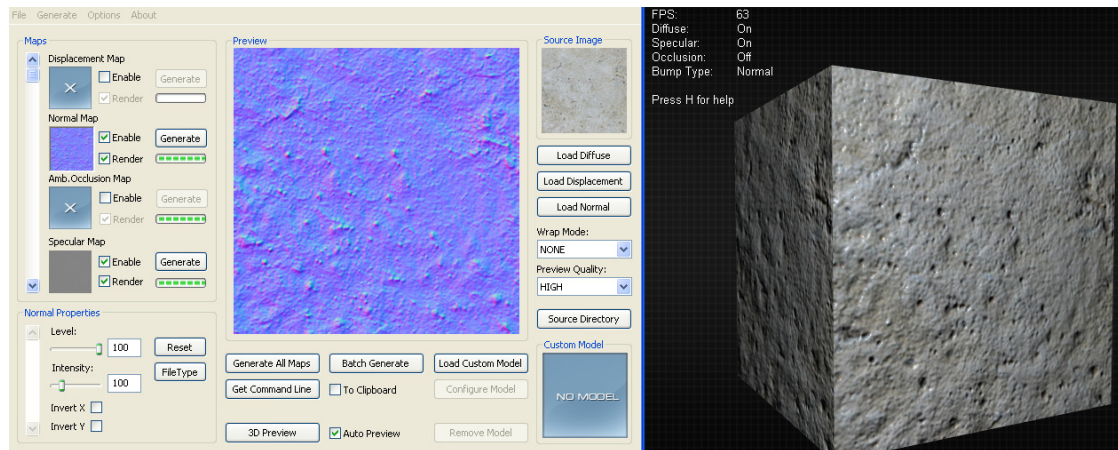 File Generate Options About
Maps
Displacement Map
Enable Generate
Render
Normal Map
Enable Generate
Render
Amb.Occlusion Map
Enable Generate
Render
Specular Map
Enable Generate
Render
Normal Properties
Level:
100 Reset
Intensity:
100 FileType
Invert X
Invert Y
Preview
Generate All Maps Batch Generate Load Custom Model
Get Command Line To Clipboard Configure Model
3D Preview Auto Preview Remove Model
Source Image
Load Diffuse
Load Displacement
Load Normal
Wrap Mode:
NONE
Preview Quality:
HIGH
Source Directory
Custom Model
NO MODEL
FPS: 63
Diffuse: On
Specular: On
Occlusion: Off
Bump Type: Normal
Press H for help